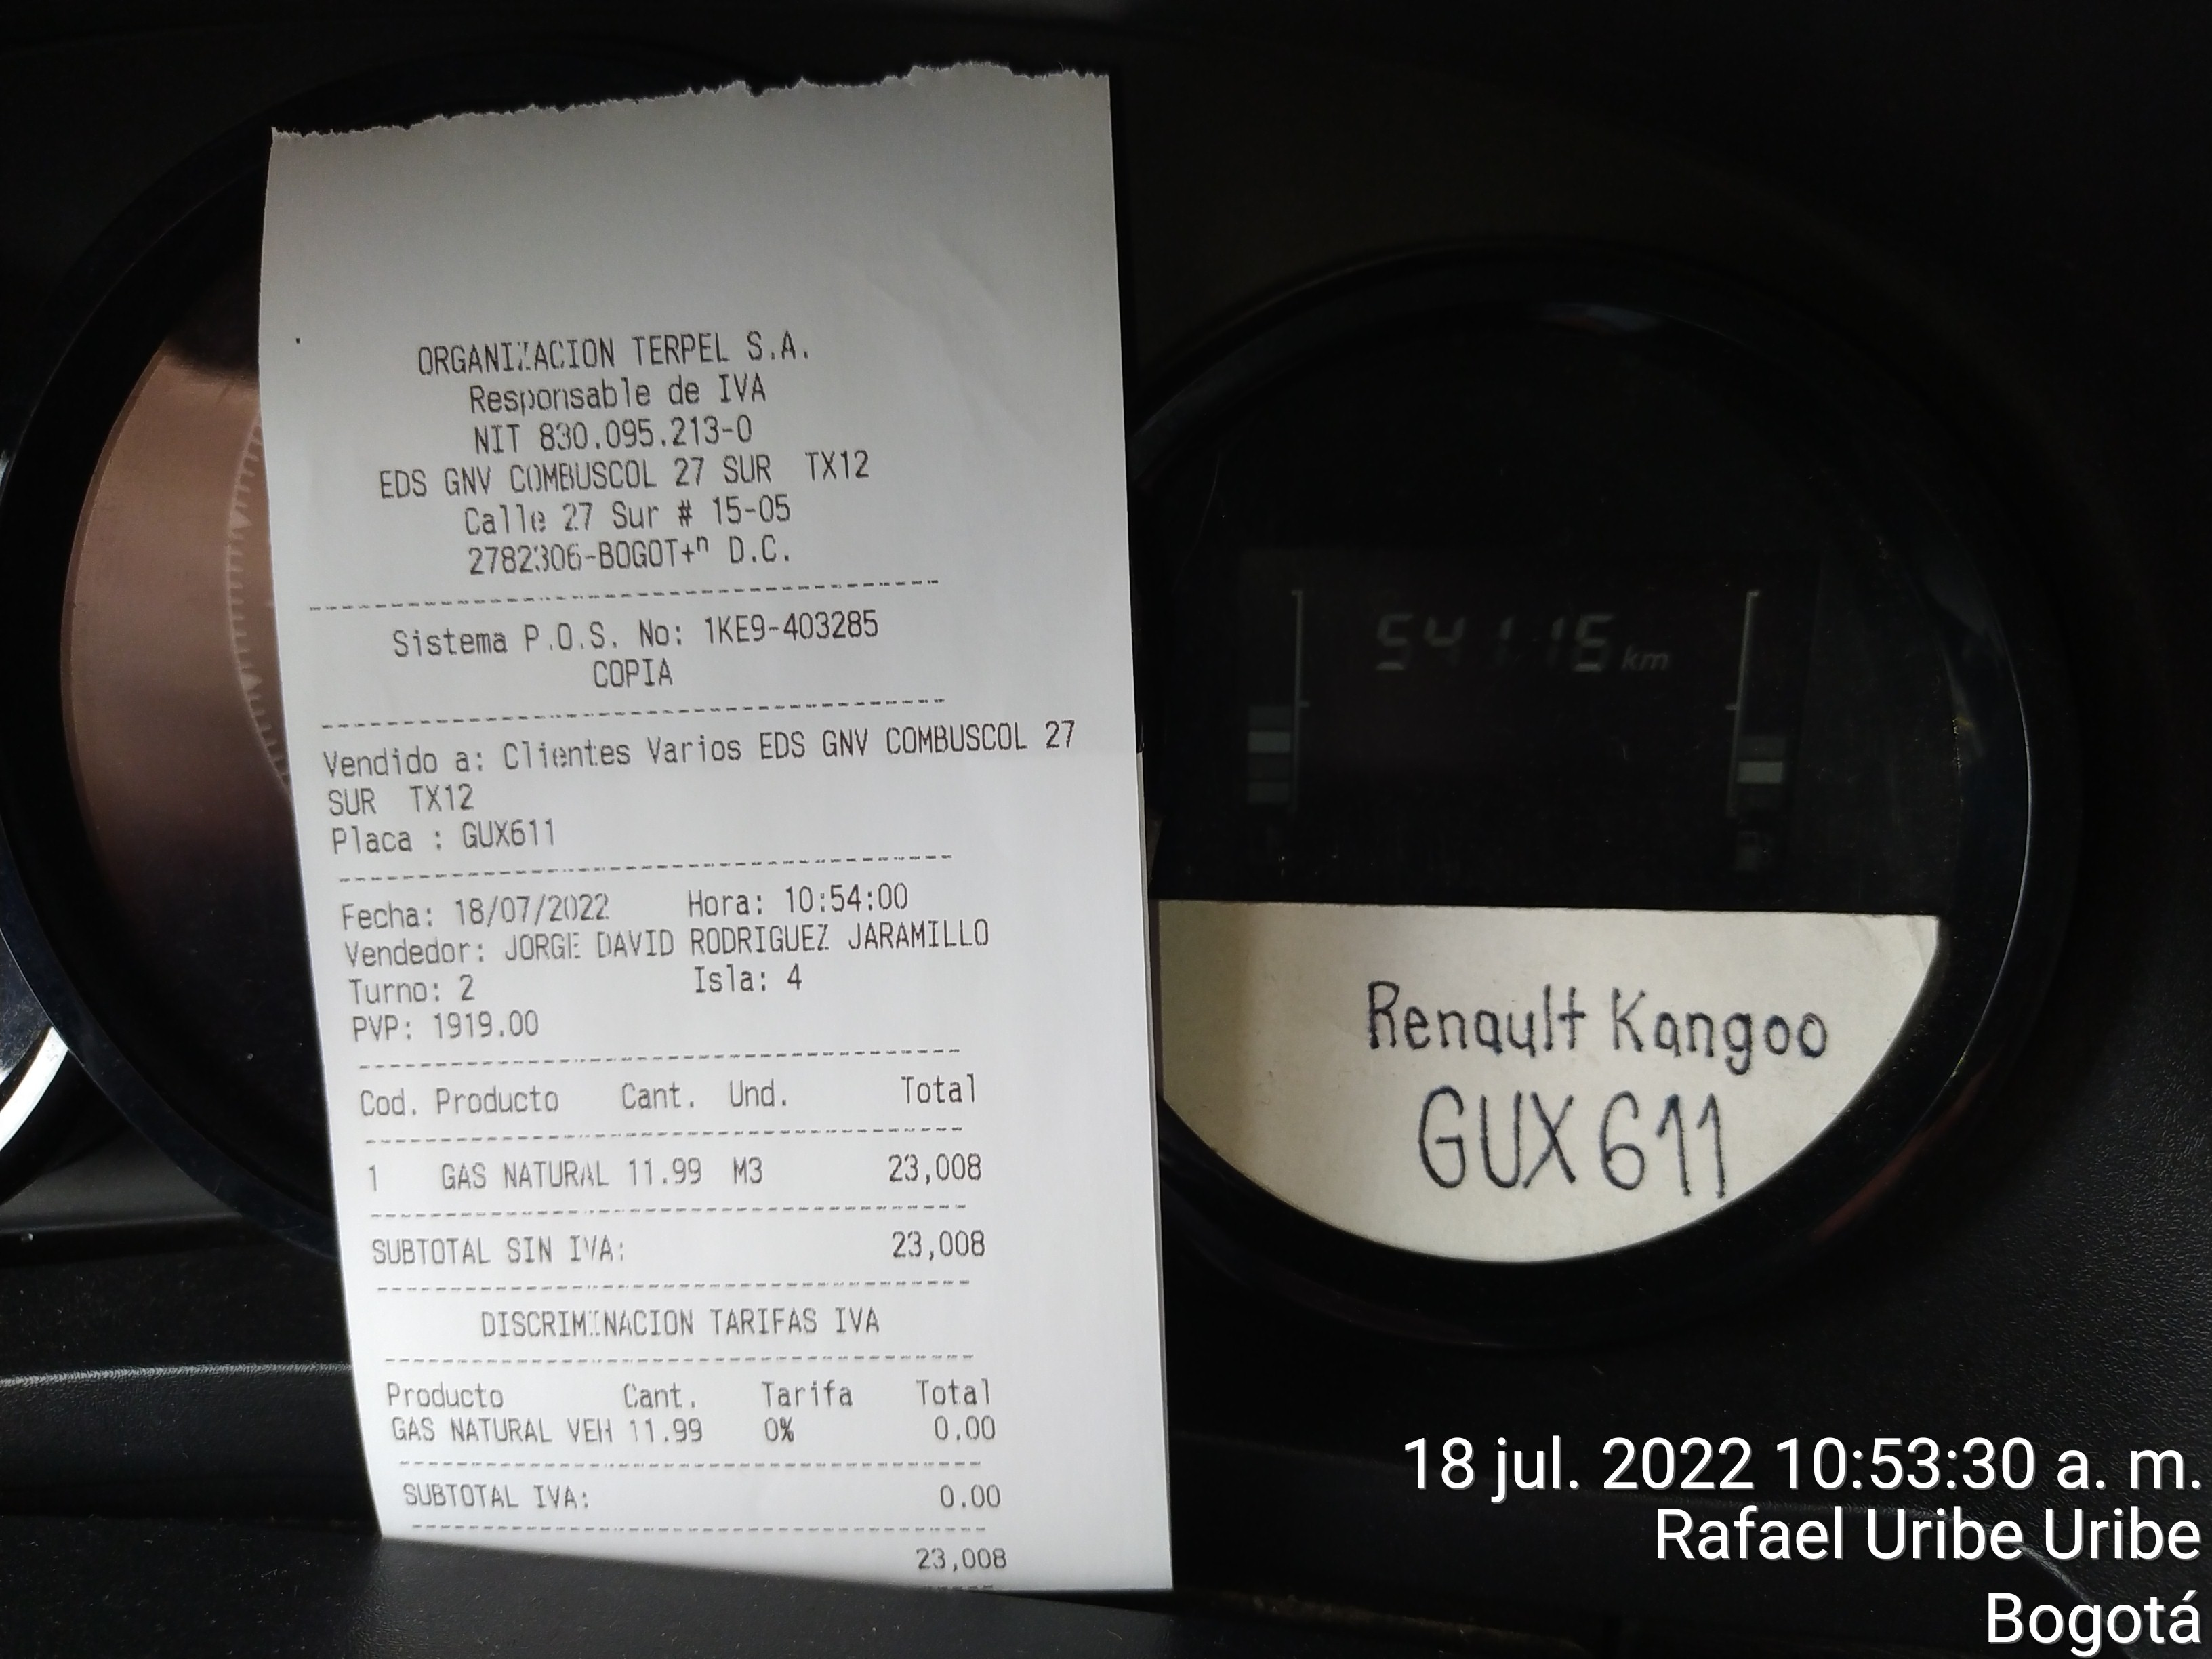 ORGANIZACION TERPEL S.A.
Responsable de IVA
NIT 830.095.213-0
EDS GNV COMBUSCOL 27 SUR TX12
Calle 27 Sur # 15-05
2782306-BOGOT+ⁿ D.C.
Sistema P.O.S. No: 1KE9-403285
COPIA
Vendido a: Clientes Varios EDS GNV COMBUSCOL 27
SUR TX12
Placa : GUX611
Fecha: 18/07/2022 Hora: 10:54:00
Vendedor: JORGE DAVID RODRIGUEZ JARAMILLO
Turno: 2 Isla: 4
PVP: 1919.00
Cod. Producto Cant. Und. Total
1 GAS NATURAL 11.99 M3 23,008
SUBTOTAL SIN IVA: 23,008
DISCRIMINACION TARIFAS IVA
Producto Cant. Tarifa Total
GAS NATURAL VEH 11.99 0% 0.00
SUBTOTAL IVA: 0.00
23,008
km
Renault Kangoo
GUX611
18 jul. 2022 10:53:30 a. m.
Rafael Uribe Uribe
Bogotá